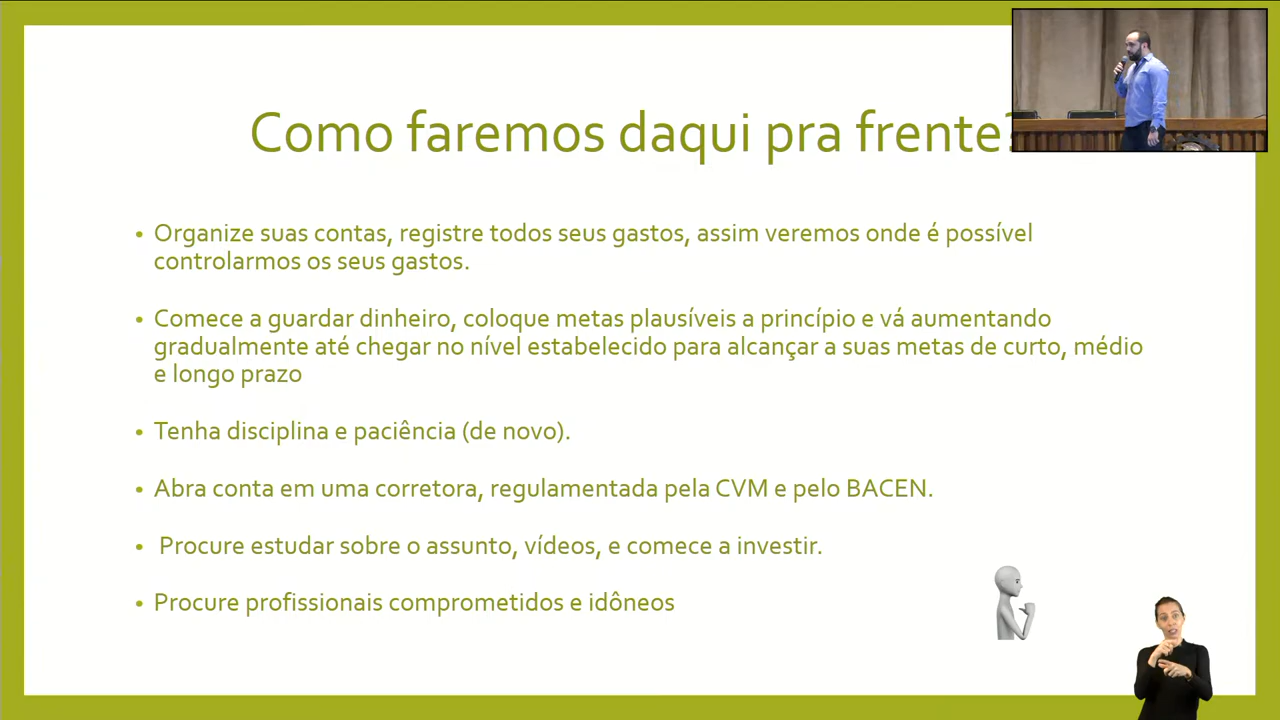 Como faremos daqui pra frente?
• Organize suas contas, registre todos seus gastos, assim veremos onde é possível
controlarmos os seus gastos.
• Comece a guardar dinheiro, coloque metas plausíveis a princípio e vá aumentando
gradualmente até chegar no nível estabelecido para alcançar a suas metas de curto, médio
e longo prazo
• Tenha disciplina e paciência (de novo).
• Abra conta em uma corretora, regulamentada pela CVM e pelo BACEN.
• Procure estudar sobre o assunto, vídeos, e comece a investir.
• Procure profissionais comprometidos e idôneos